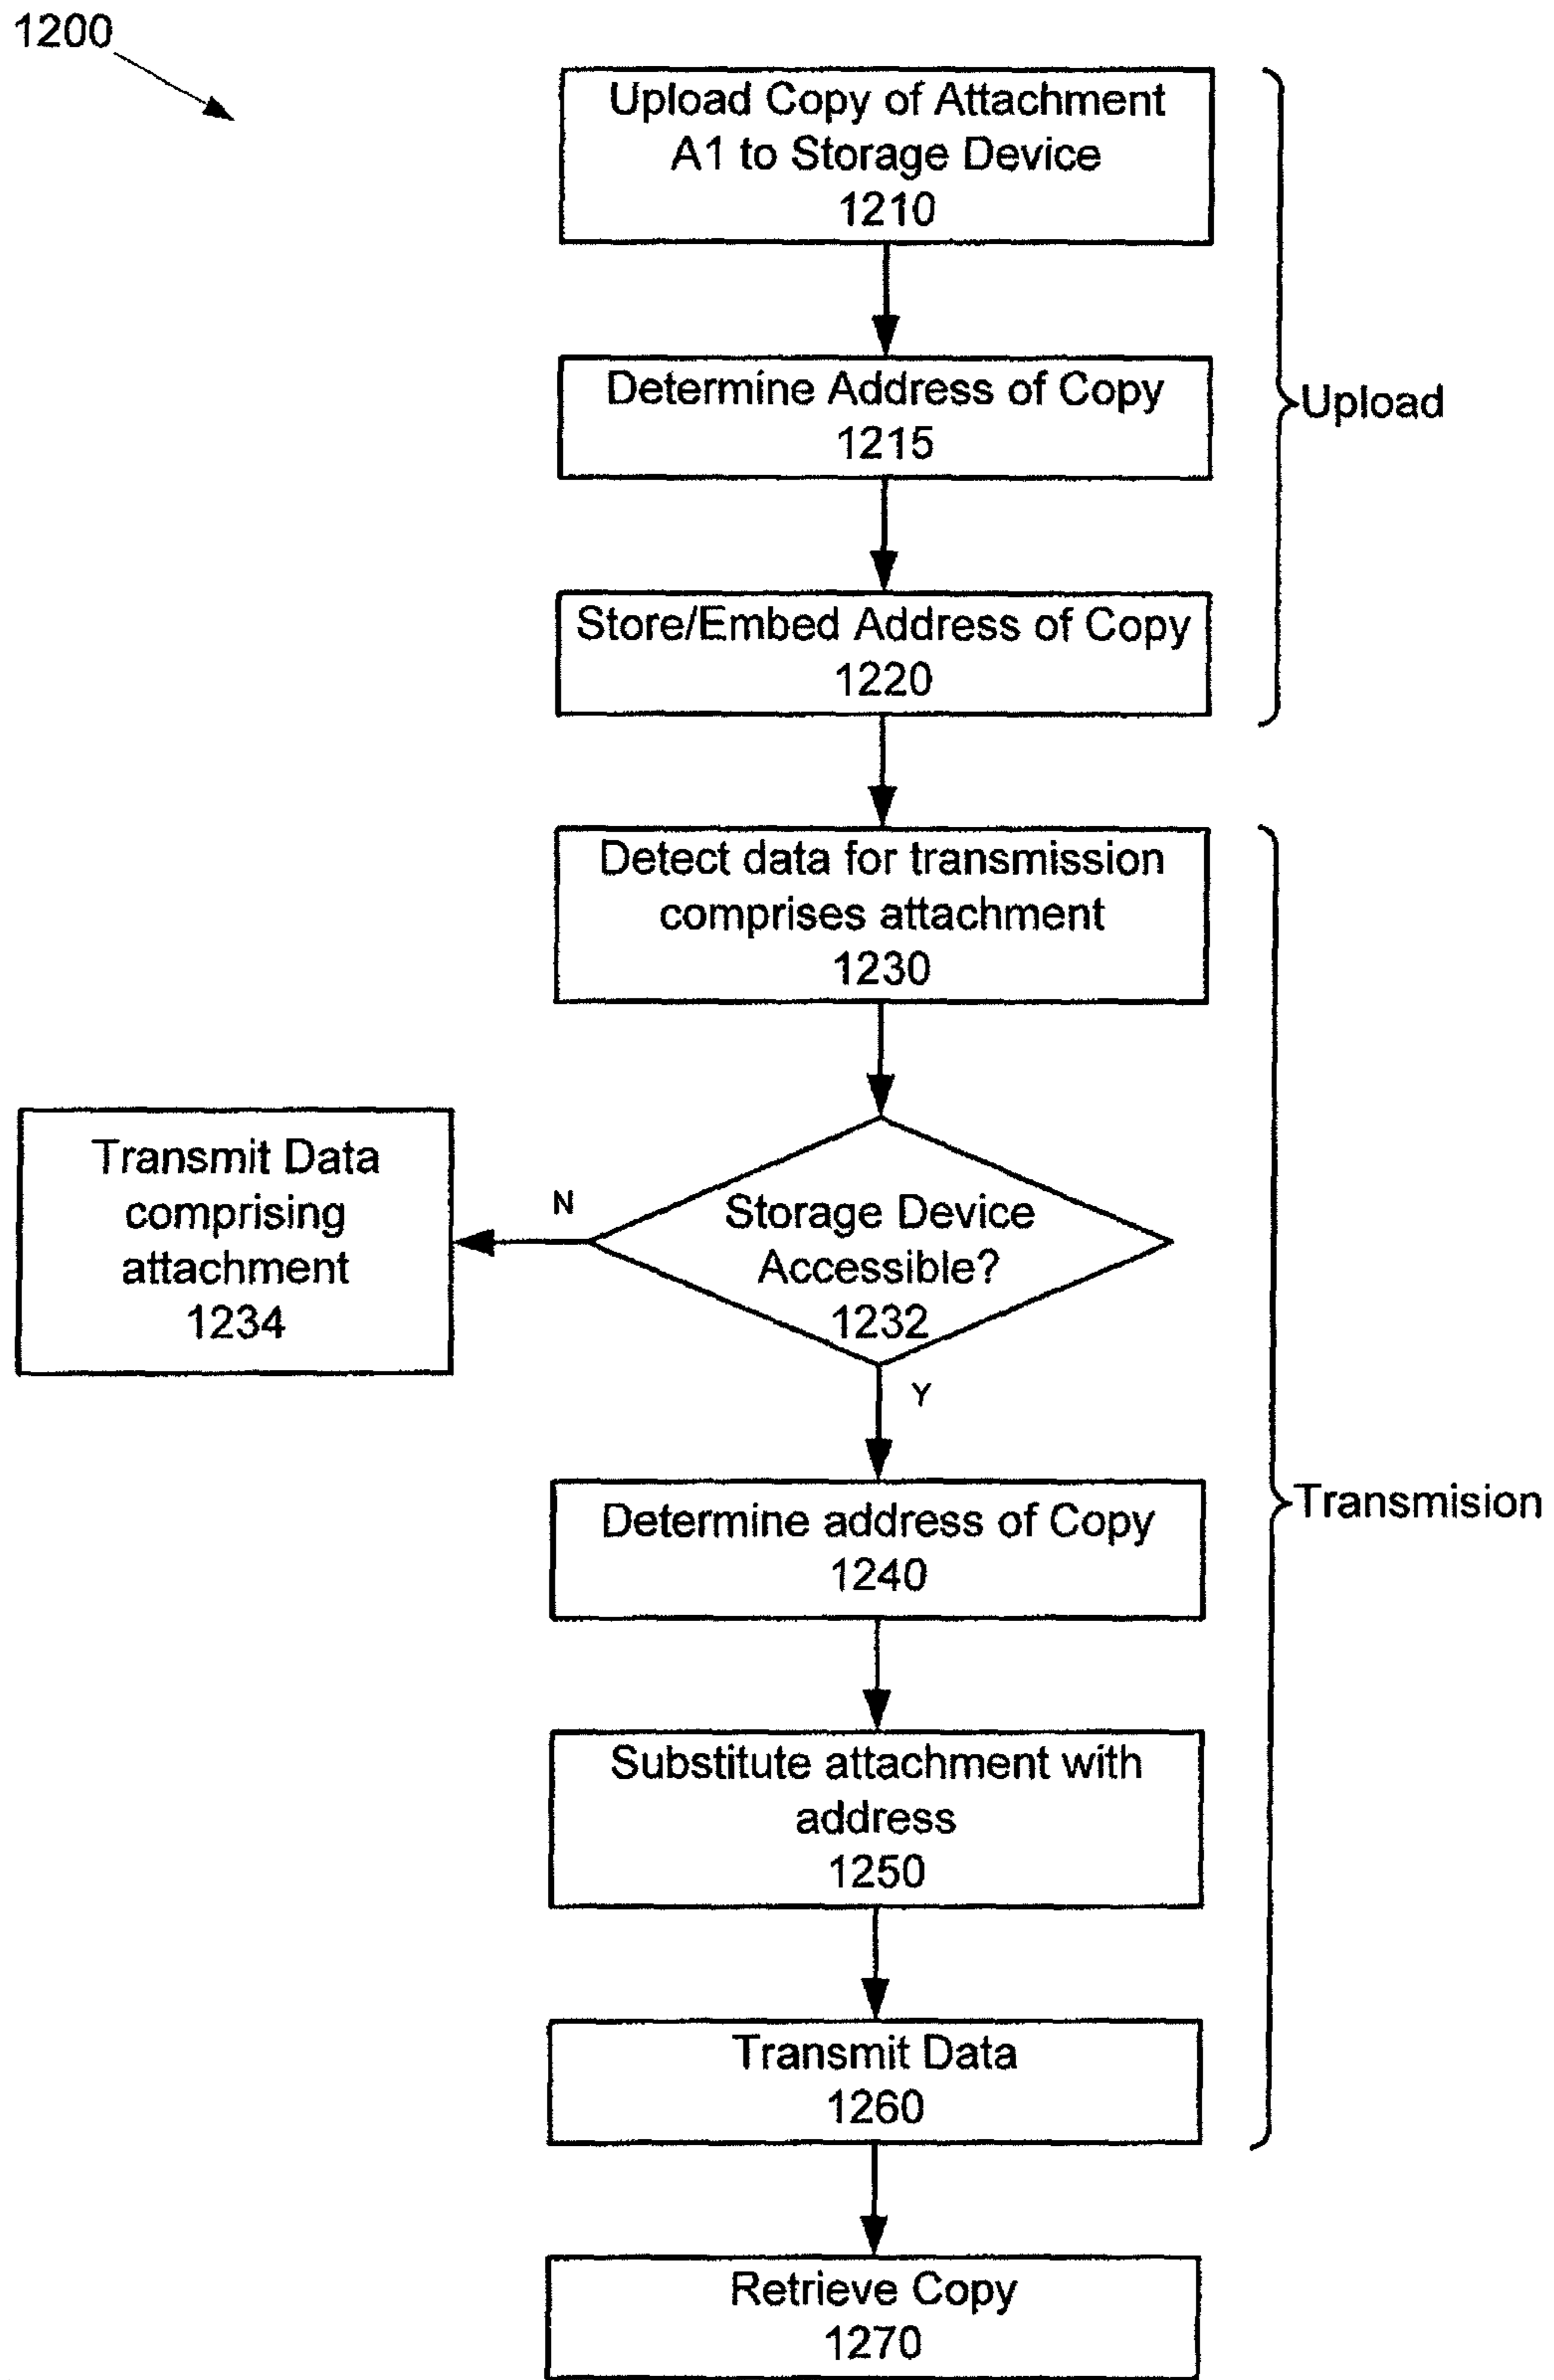 1200
Upload Copy of Attachment
A1 to Storage Device
1210
Determine Address of Copy
1215
Store/Embed Address of Copy
1220
Upload
Detect data for transmission
comprises attachment
1230
Storage Device
Accessible?
1232
N
Transmit Data
comprising
attachment
1234
Y
Determine address of Copy
1240
Substitute attachment with
address
1250
Transmit Data
1260
Transmision
Retrieve Copy
1270